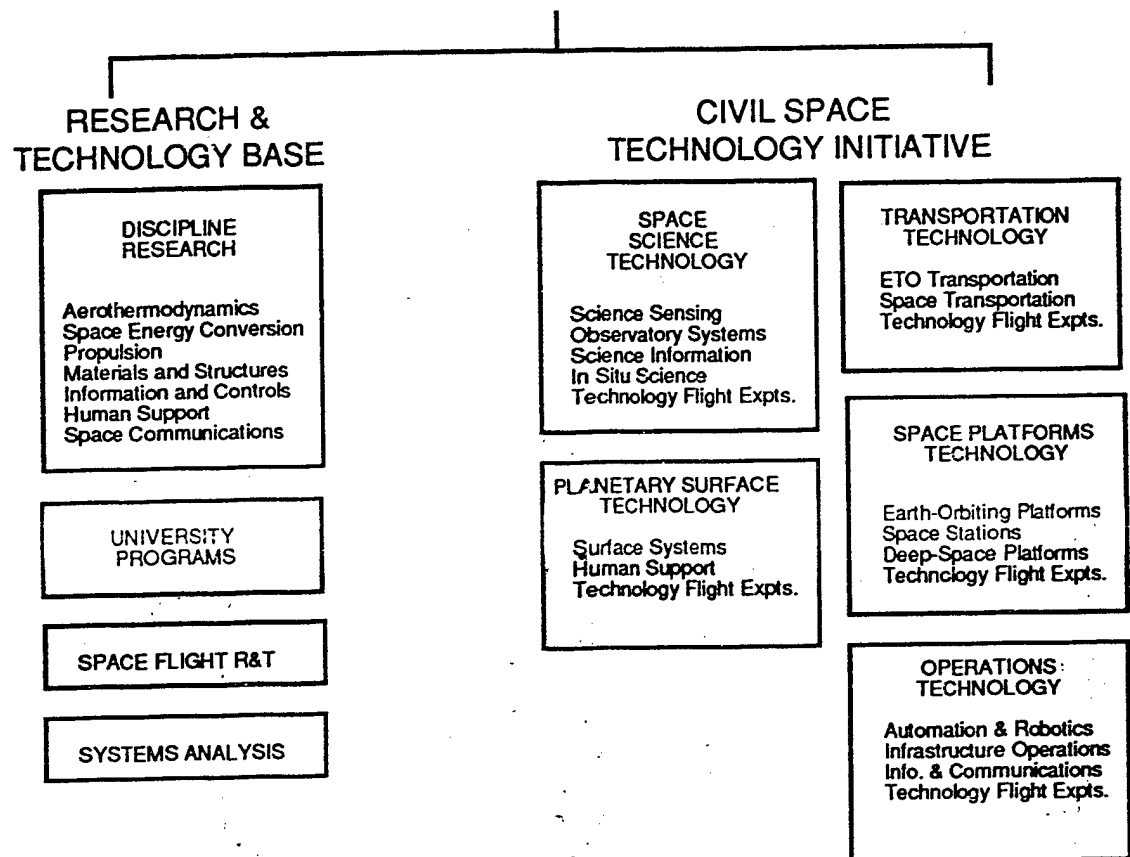 RESEARCH &
TECHNOLOGY BASE
DISCIPLINE
RESEARCH
Aerothermodynamics
Space Energy Conversion
Propulsion
Materials and Structures
Information and Controls
Human Support
Space Communications
UNIVERSITY
PROGRAMS
SPACE FLIGHT R&T
SYSTEMS ANALYSIS
CIVIL SPACE
TECHNOLOGY INITIATIVE
SPACE
SCIENCE
TECHNOLOGY
Science Sensing
Observatory Systems
Science Information
In Situ Science
Technology Flight Expts.
PLANETARY SURFACE
TECHNOLOGY
Surface Systems
Human Support
Technology Flight Expts.
TRANSPORTATION
TECHNOLOGY
ETO Transportation
Space Transportation
Technology Flight Expts.
SPACE PLATFORMS
TECHNOLOGY
Earth-Orbiting Platforms
Space Stations
Deep-Space Platforms
Technology Flight Expts.
OPERATIONS
TECHNOLOGY
Automation & Robotics
Infrastructure Operations
Info. & Communications
Technology Flight Expts.